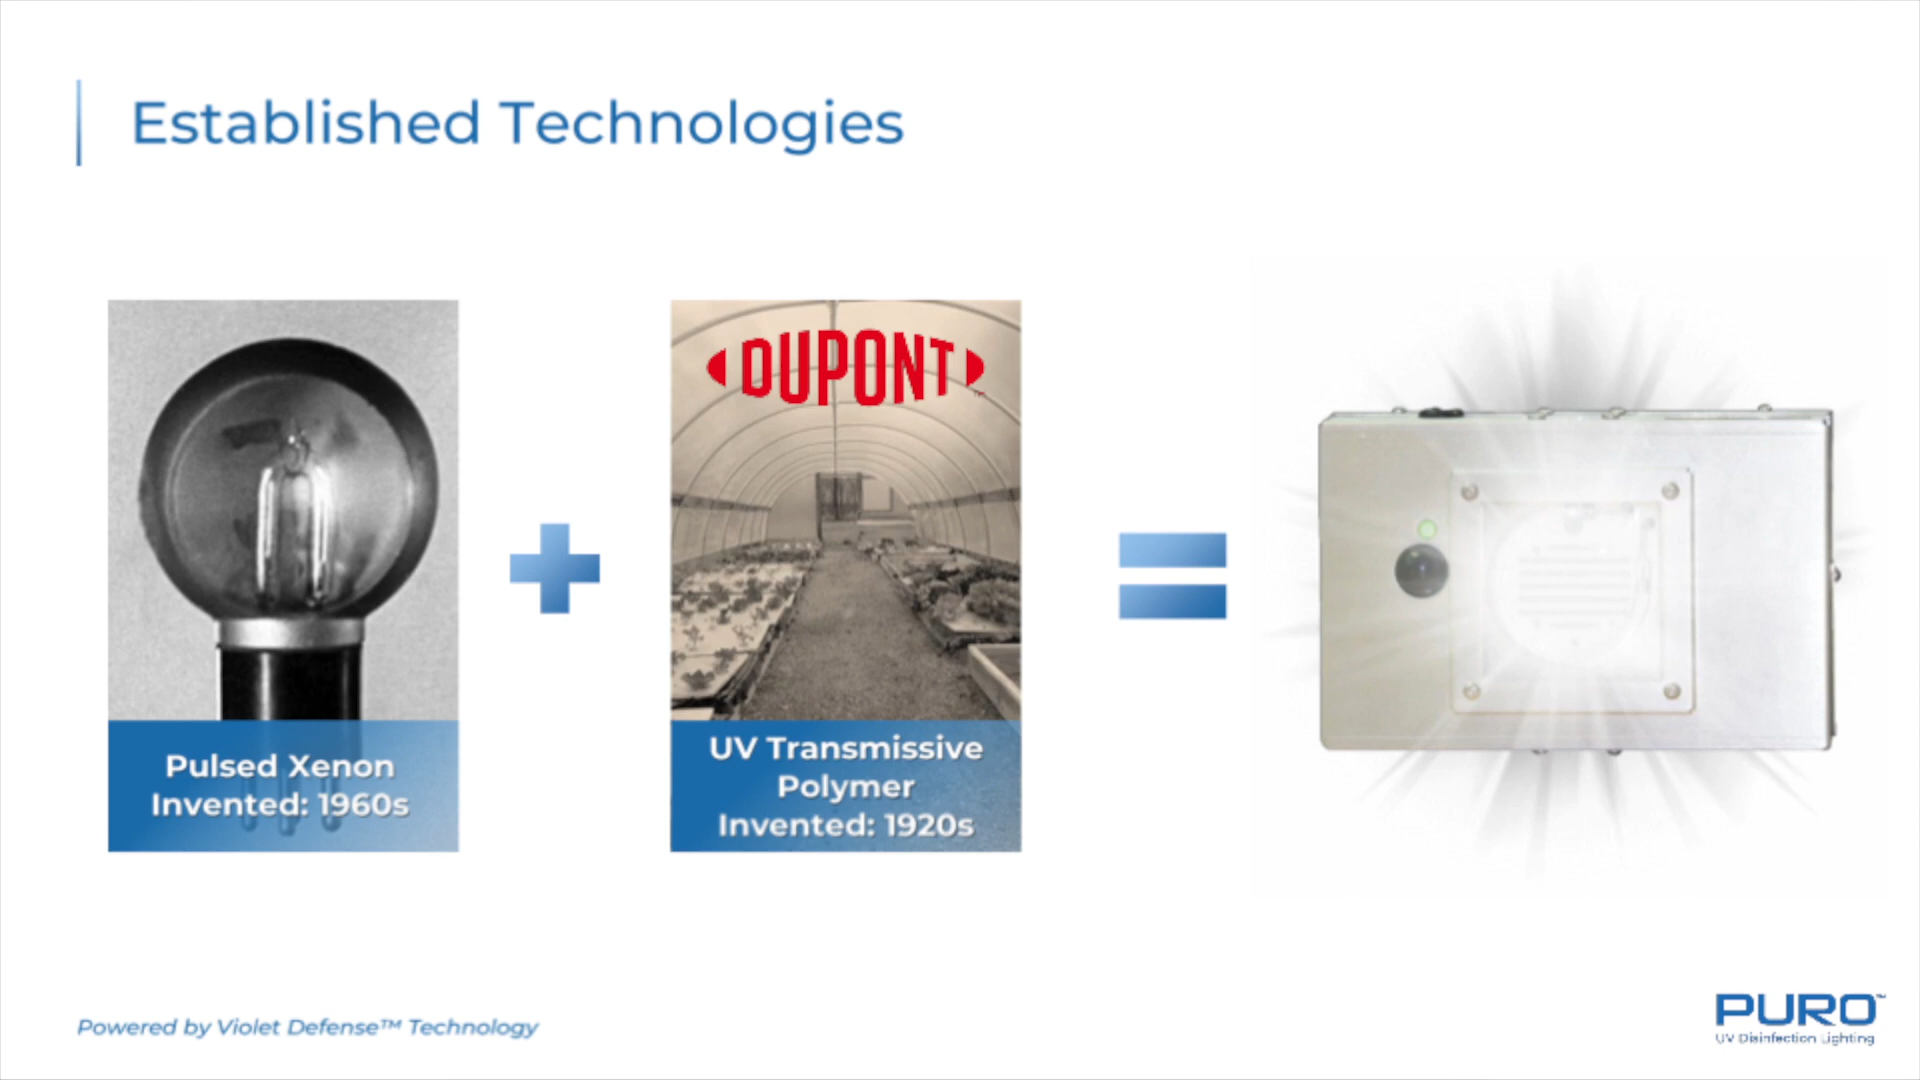 Established Technologies
DUPONT
Pulsed Xenon
Invented: 1960s
UV Transmissive
Polymer
Invented: 1920s
Powered by Violet Defense™ Technology
PURO™
UV Disinfection Lighting